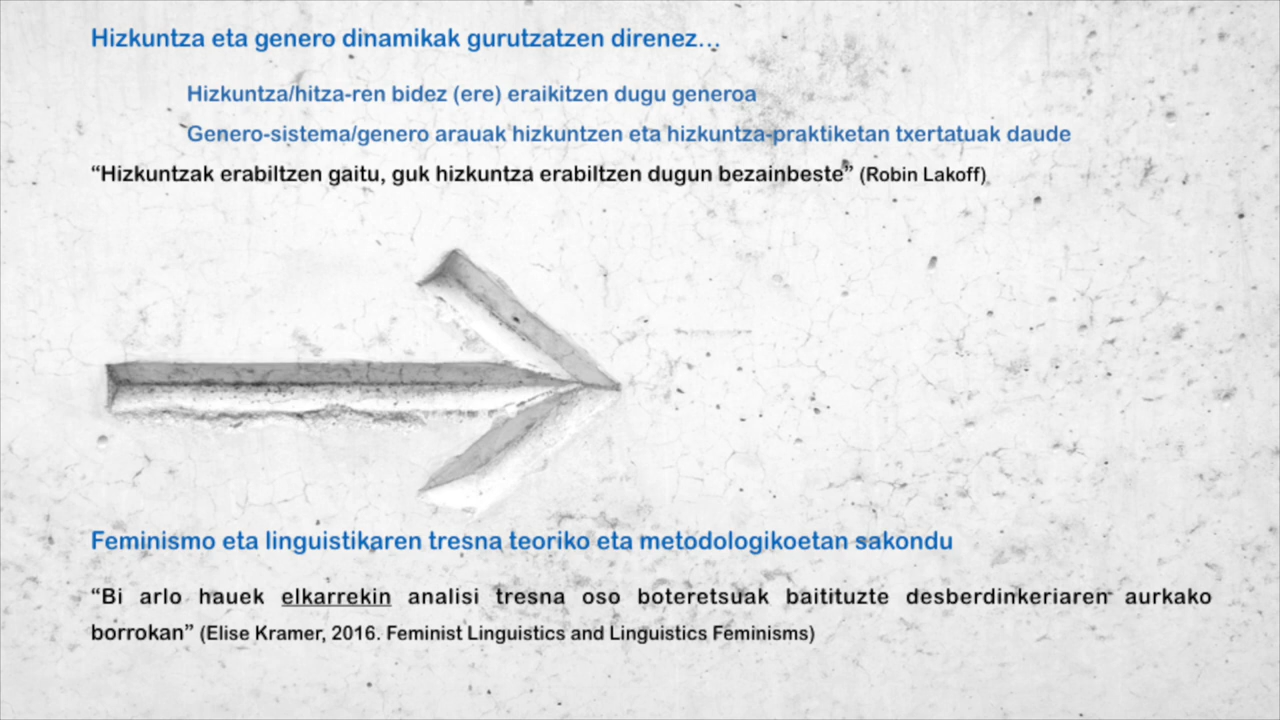 Hizkuntza eta genero dinamikak gurutzatzen direnez…
Hizkuntza/hitza-ren bidez (ere) eraikitzen dugu generoa
Genero-sistema/genero arauak hizkuntzen eta hizkuntza-praktiketan txertatuak daude
“Hizkuntzak erabiltzen gaitu, guk hizkuntza erabiltzen dugun bezainbeste” (Robin Lakoff)
Feminismo eta linguistikaren tresna teoriko eta metodologikoetan sakondu
“Bi arlo hauek elkarrekin analisi tresna oso boteretsuak baitituzte desberdinkeriaren aurkako
borrokan” (Elise Kramer, 2016. Feminist Linguistics and Linguistics Feminisms)